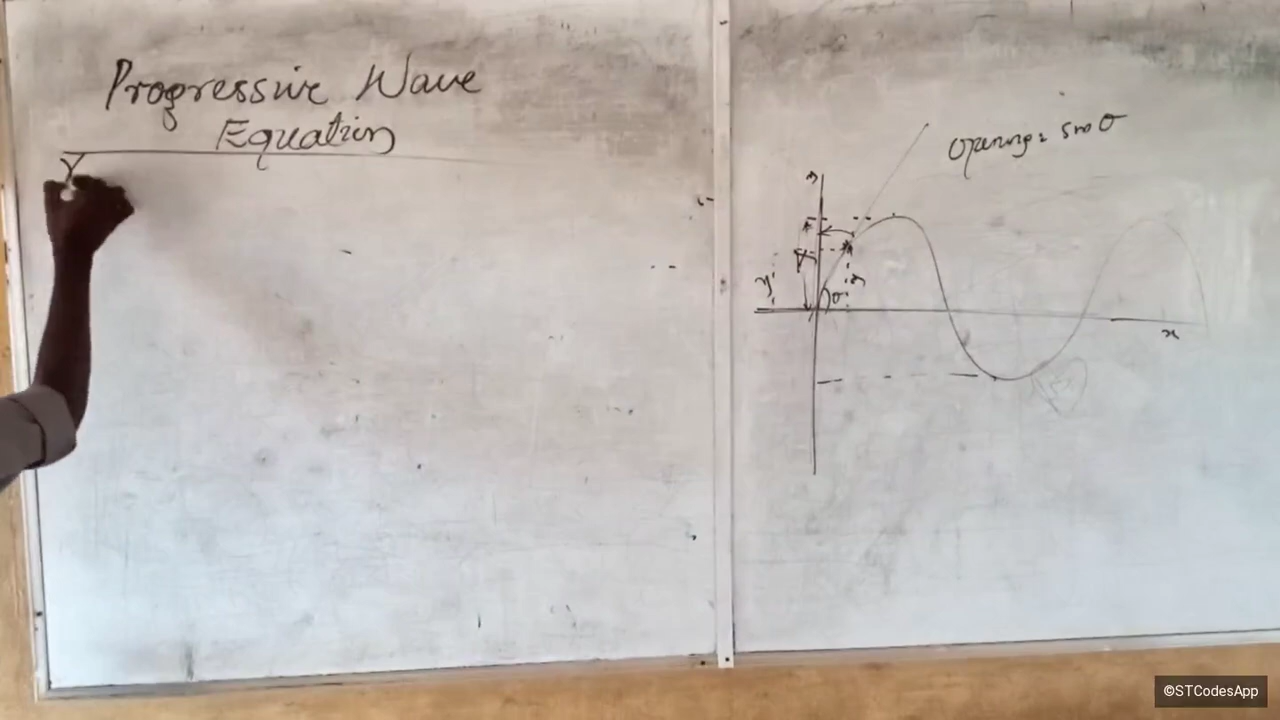 Progressive Wave
Equation
Y
opening = sin θ
y
A
y
y
θ
x
©STCodesApp